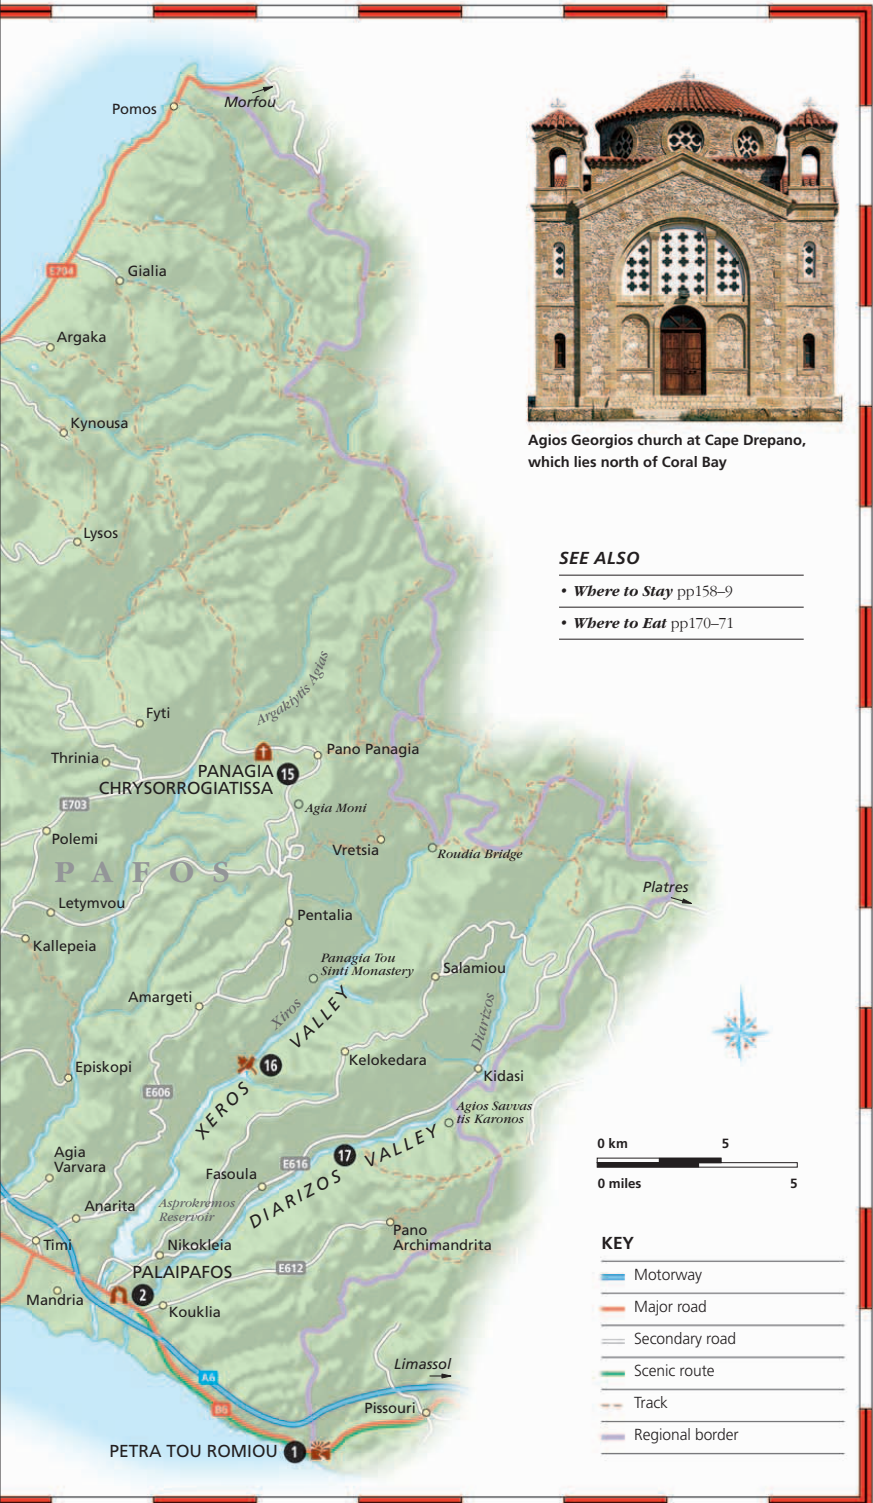 Morfou
Pomos
E704
Gialia
Argaka
Kynousa
Lysos
Agios Georgios church at Cape Drepano,
which lies north of Coral Bay
SEE ALSO
• Where to Stay pp158–9
• Where to Eat pp170–71
Argakiytis Agias
Fyti
Thrinia
Pano Panagia
PANAGIA
CHRYSORROGIATISSA
15
E703
Agia Moni
Polemi
Vretsia
Roudia Bridge
PAFOS
Platres
Letymvou
Pentalia
Kallepeia
Panagia Tou
Sinti Monastery
Salamiou
Amargeti
Xiros
Diarizos
XEROS VALLEY
16
Kelokedara
Episkopi
Kidasi
E606
Agios Savvas
tis Karonos
Agia
Varvara
E616
17
DIARIZOS VALLEY
Fasoula
Anarita
Asprokremos
Reservoir
Timi
Nikokleia
Pano
Archimandrita
PALAIPAFOS
2
E612
Mandria
Kouklia
Limassol
A6
B6
Pissouri
PETRA TOU ROMIOU
1
0 km 5
0 miles 5
KEY
Motorway
Major road
Secondary road
Scenic route
Track
Regional border